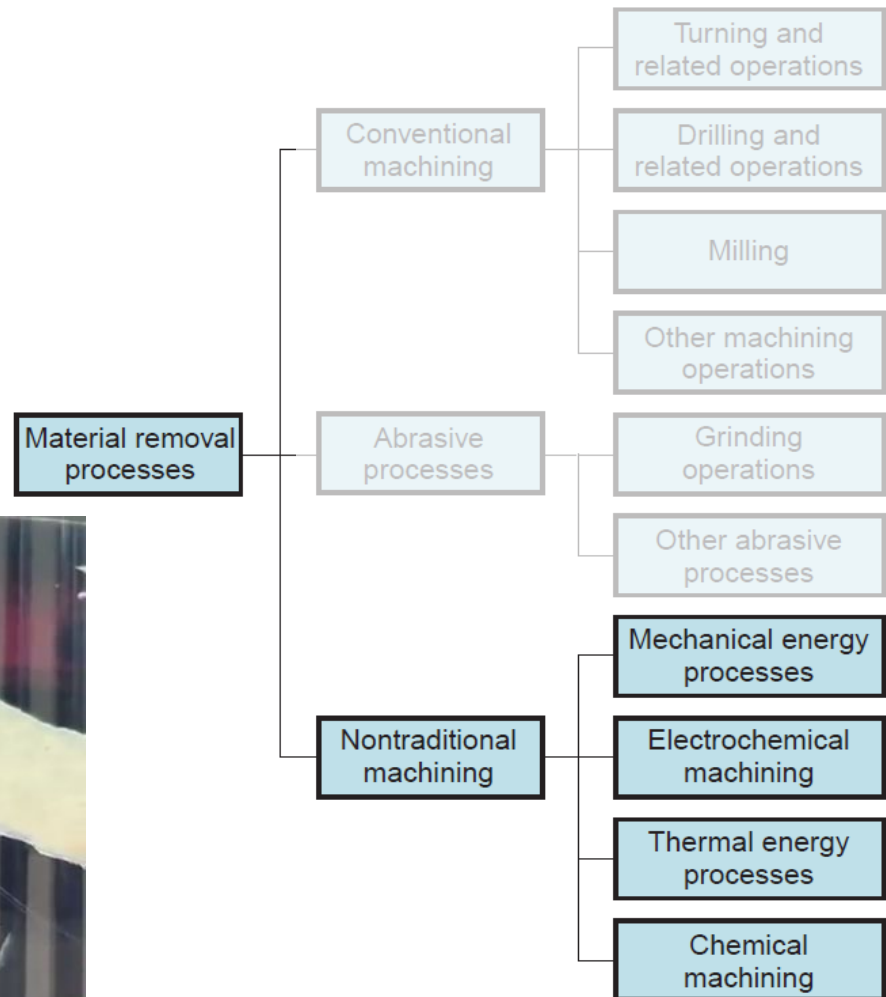 Turning and
related operations
Conventional
machining
Drilling and
related operations
Milling
Other machining
operations
Material removal
processes
Abrasive
processes
Grinding
operations
Other abrasive
processes
Mechanical energy
processes
Nontraditional
machining
Electrochemical
machining
Thermal energy
processes
Chemical
machining